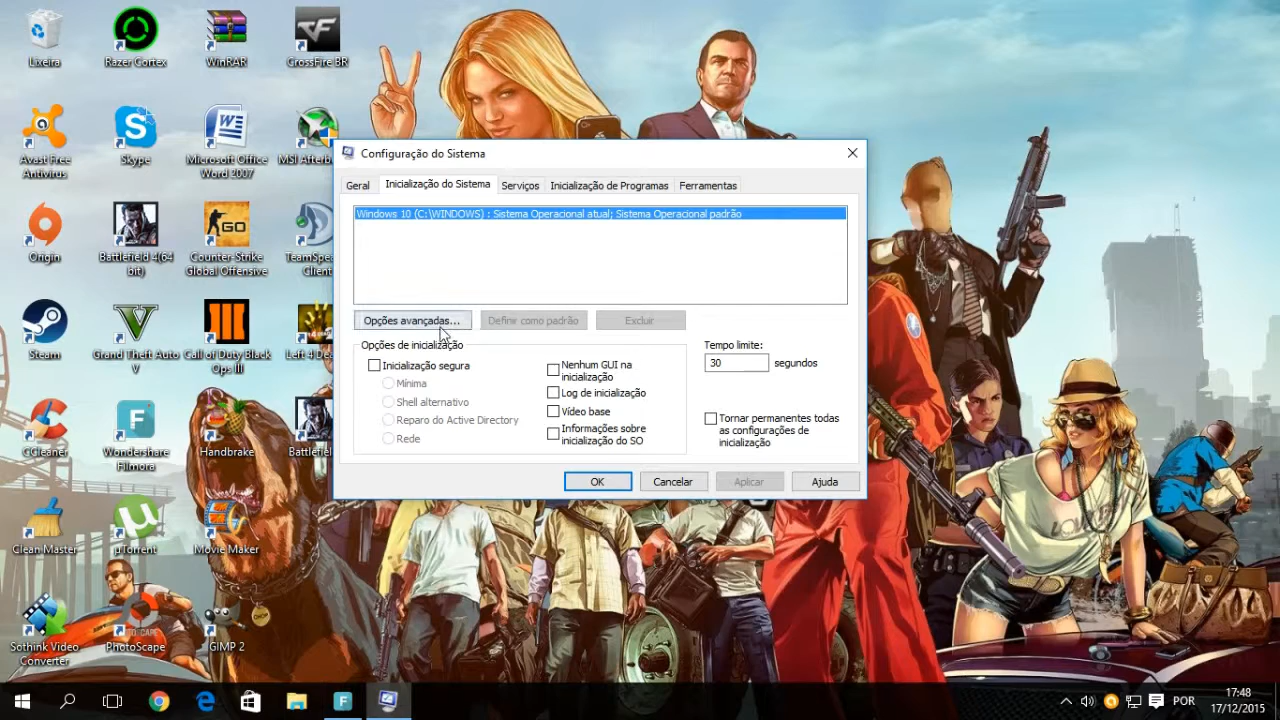 Lixeira
Razer Cortex
WinRAR
CrossFire BR
Avast Free
Antivirus
Skype
Microsoft Office
Word 2007
MSI Afterb...
Origin
Battlefield 4(64
bit)
Counter-Strike
Global Offensive
TeamSpea
Client
Steam
Grand Theft Auto
V
Call of Duty Black
Ops III
Left 4 Dea
CCleaner
Wondershare
Filmora
Handbrake
Battlefiel
Clean Master
µTorrent
Movie Maker
Sothink Video
Converter
PhotoScape
GIMP 2
Configuração do Sistema
Geral
Inicialização do Sistema
Serviços
Inicialização de Programas
Ferramentas
Windows 10 (C:\WINDOWS) : Sistema Operacional atual; Sistema Operacional padrão
Opções avançadas...
Definir como padrão
Excluir
Opções de inicialização
Inicialização segura
Mínima
Shell alternativo
Reparo do Active Directory
Rede
Nenhum GUI na
inicialização
Log de inicialização
Vídeo base
Informações sobre
inicialização do SO
Tempo limite:
30 segundos
Tornar permanentes todas
as configurações de
inicialização
OK
Cancelar
Aplicar
Ajuda
POR
17:48
17/12/2015